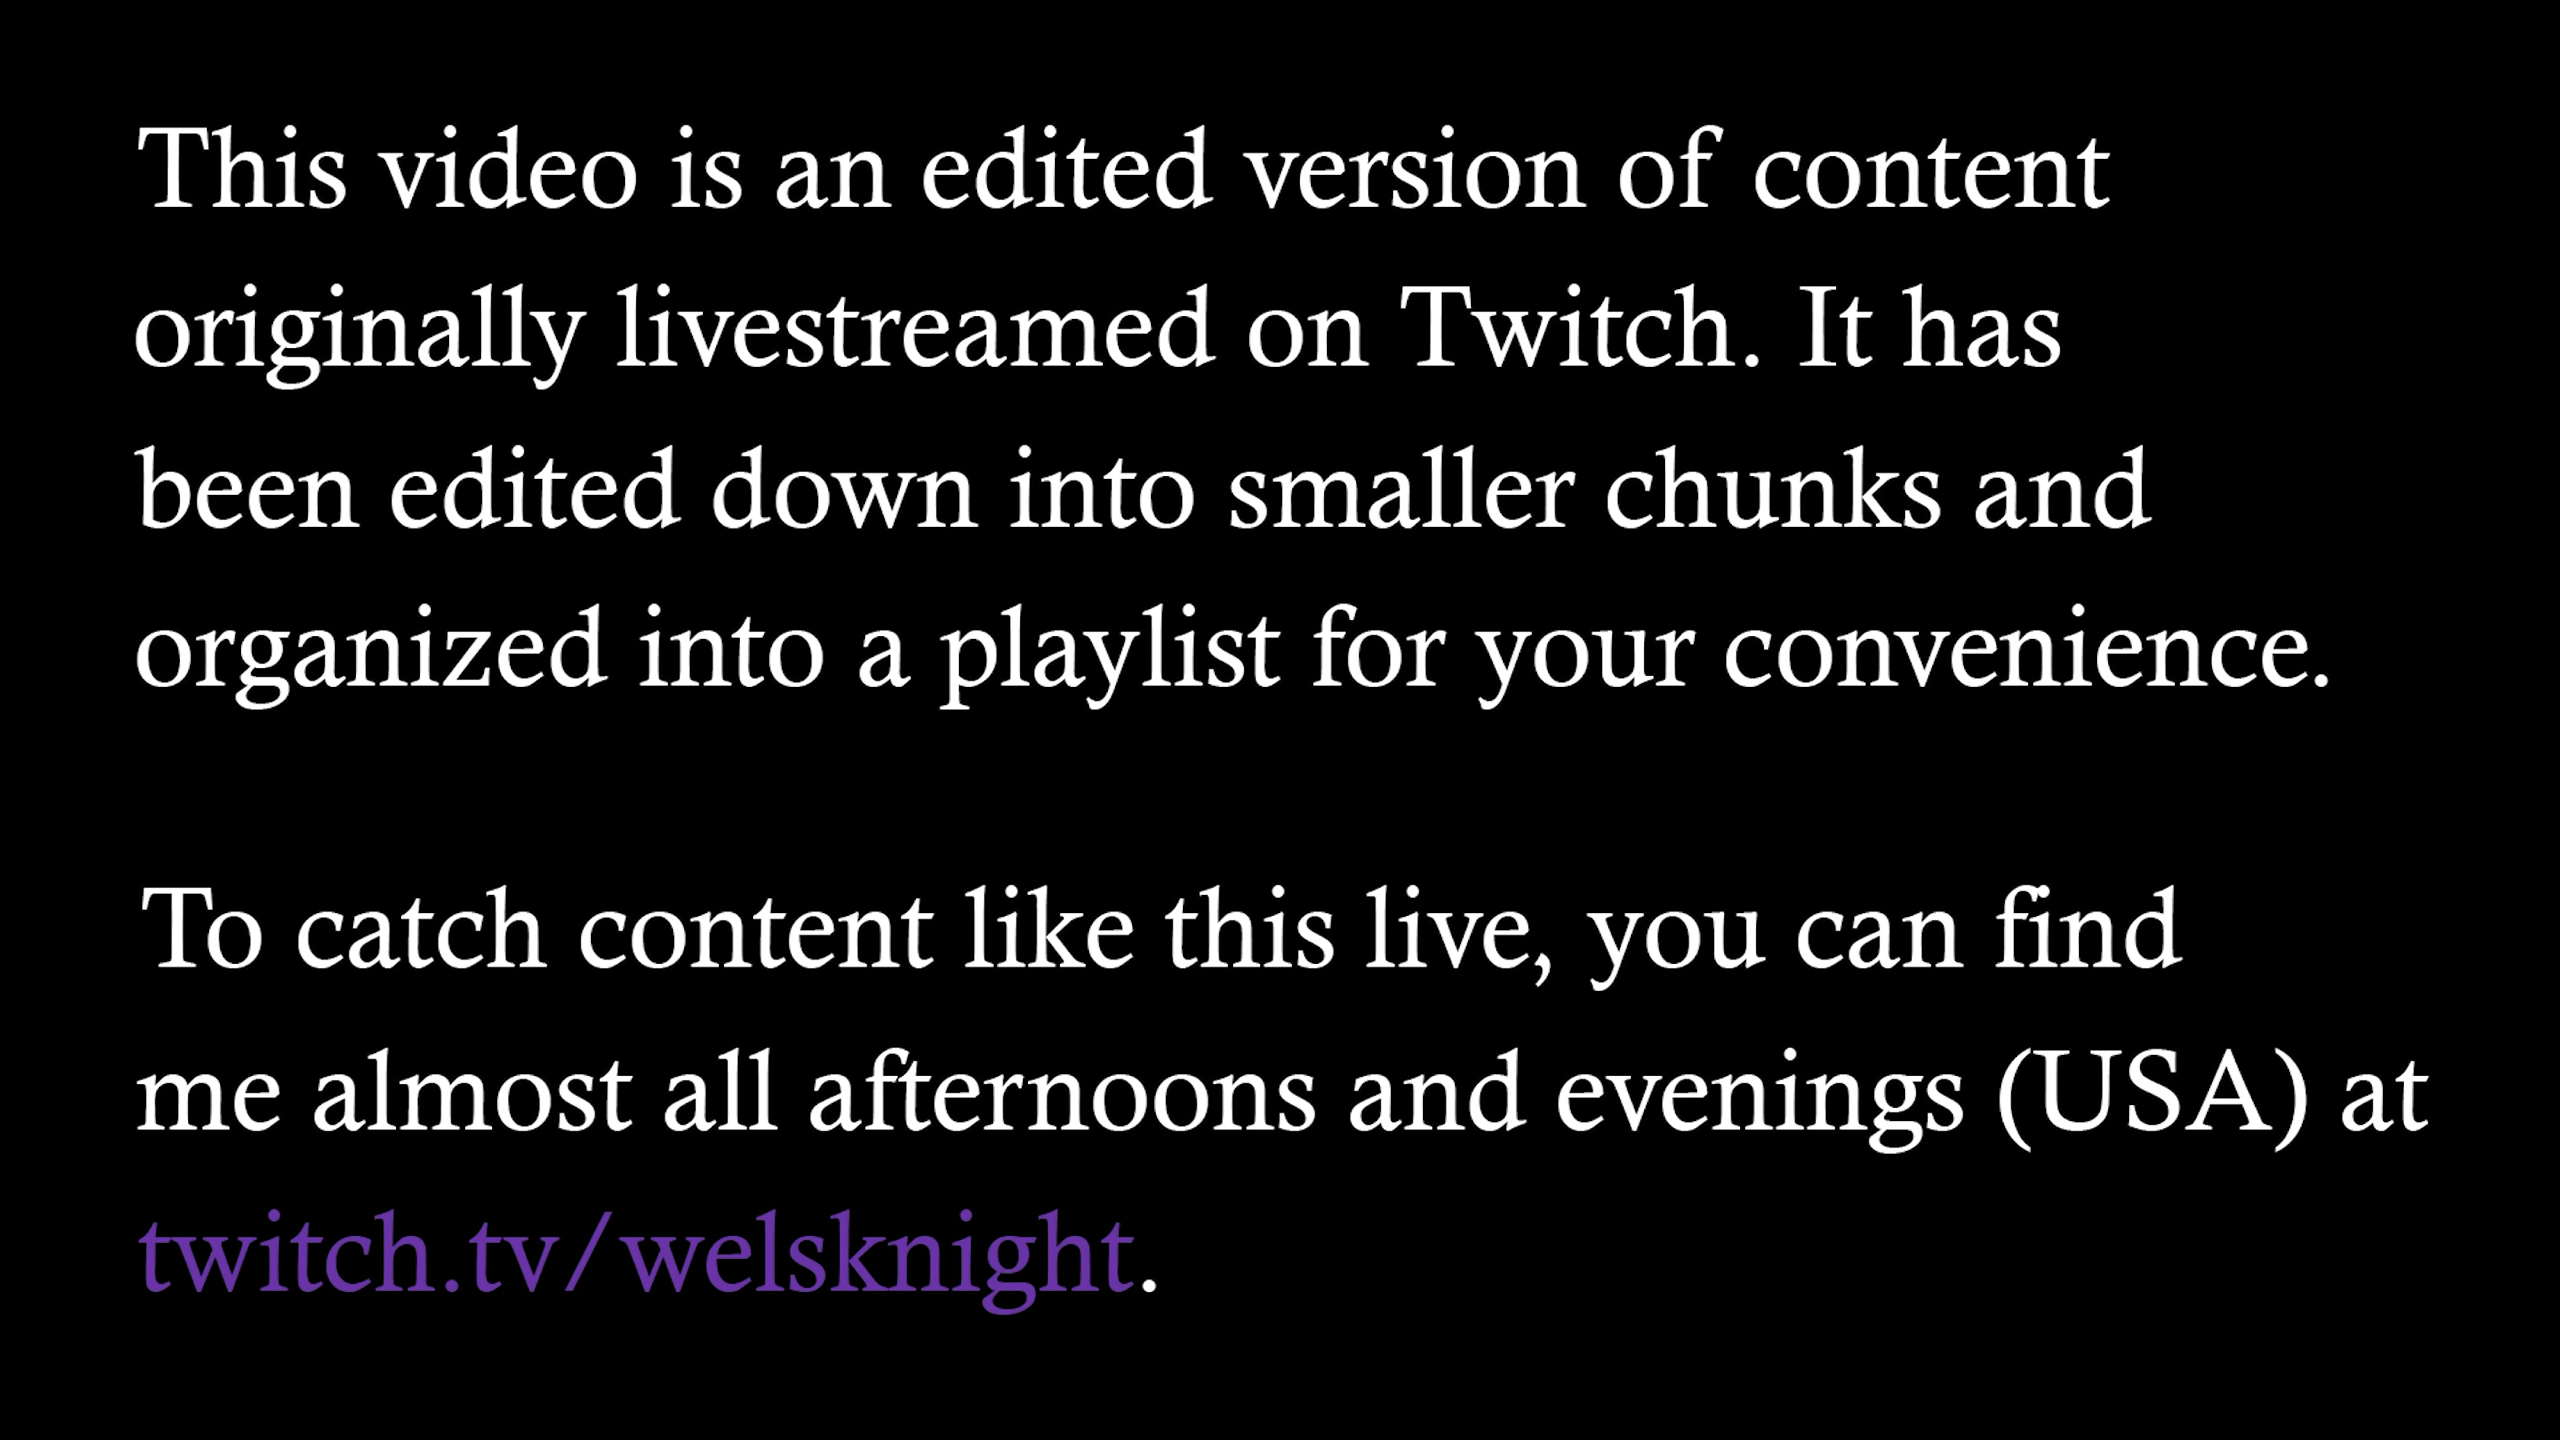 This video is an edited version of content
originally livestreamed on Twitch. It has
been edited down into smaller chunks and
organized into a playlist for your convenience.
To catch content like this live, you can find
me almost all afternoons and evenings (USA) at
twitch.tv/welsknight.